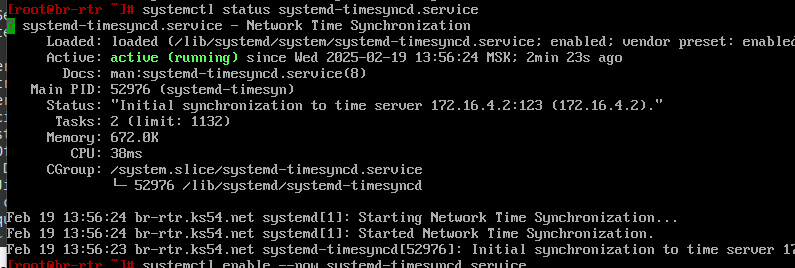 [root@br-rtr ~]# systemctl status systemd-timesyncd.service
systemd-timesyncd.service - Network Time Synchronization
Loaded: loaded (/lib/systemd/system/systemd-timesyncd.service; enabled; vendor preset: enabled
Active: active (running) since Wed 2025-02-19 13:56:24 MSK; 2min 23s ago
Docs: man:systemd-timesyncd.service(8)
Main PID: 52976 (systemd-timesyn)
Status: "Initial synchronization to time server 172.16.4.2:123 (172.16.4.2)."
Tasks: 2 (limit: 1132)
Memory: 672.0K
CPU: 38ms
CGroup: /system.slice/systemd-timesyncd.service
└─ 52976 /lib/systemd/systemd-timesyncd
Feb 19 13:56:24 br-rtr.ks54.net systemd[1]: Starting Network Time Synchronization...
Feb 19 13:56:24 br-rtr.ks54.net systemd[1]: Started Network Time Synchronization.
Feb 19 13:56:23 br-rtr.ks54.net systemd-timesyncd[52976]: Initial synchronization to time server 17
[root@br-rtr ~]# systemctl enable --now systemd-timesyncd.service